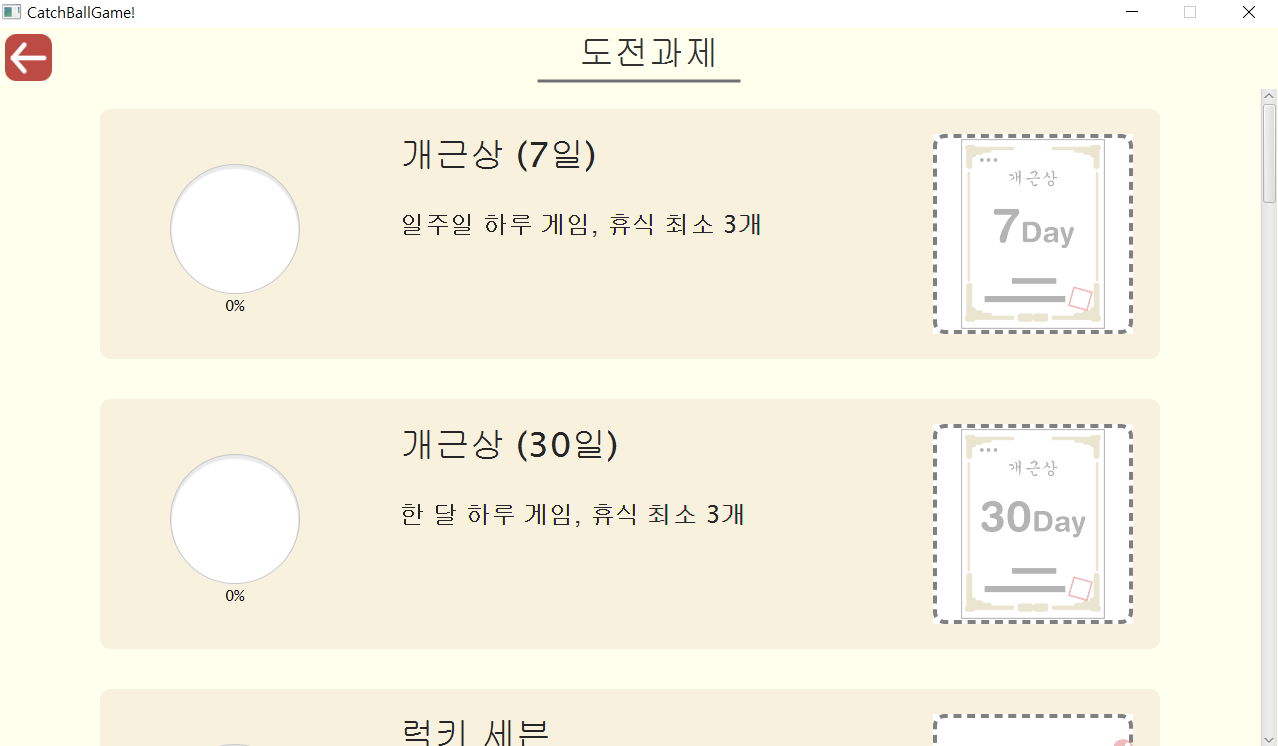 CatchBallGame!
도전과제
개근상 (7일)
일주일 하루 게임, 휴식 최소 3개
0%
개근상
7Day
개근상 (30일)
한 달 하루 게임, 휴식 최소 3개
0%
개근상
30Day
럭키 세븐